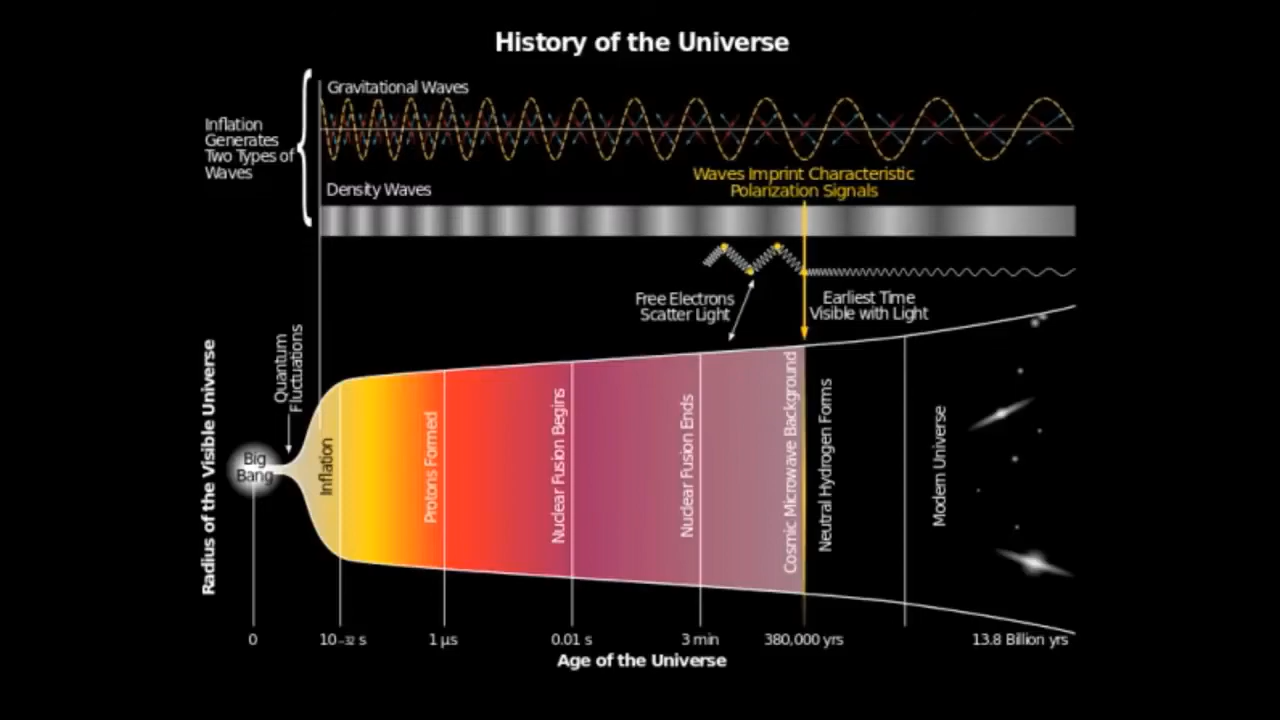 History of the Universe
Gravitational Waves
Inflation
Generates
Two Types of
Waves
Waves Imprint Characteristic
Polarization Signals
Density Waves
Free Electrons
Scatter Light
Earliest Time
Visible with Light
Radius of the Visible Universe
Quantum
Fluctuations
Big
Bang
Inflation
Protons Formed
Nuclear Fusion Begins
Nuclear Fusion Ends
Cosmic Microwave Background
Neutral Hydrogen Forms
Modern Universe
0
10-32 s
1 µs
0.01 s
3 min
380,000 yrs
13.8 Billion yrs
Age of the Universe